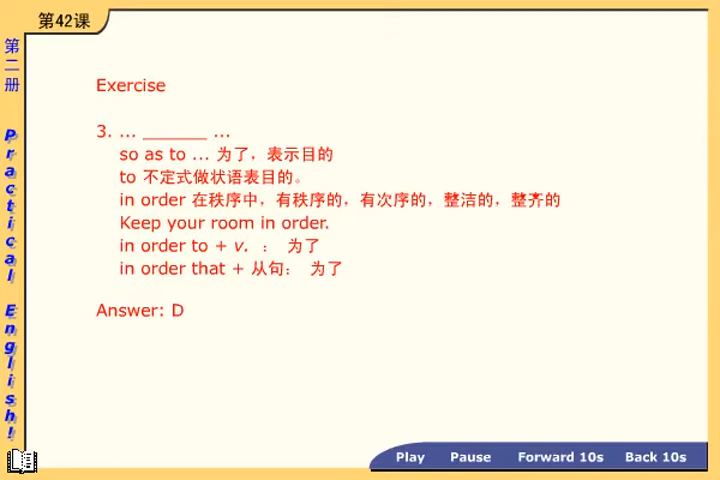 第42课
第二册 Practical English!
Exercise
3. ... _______ ...
so as to ... 为了，表示目的
to 不定式做状语表目的。
in order 在秩序中，有秩序的，有次序的，整洁的，整齐的
Keep your room in order.
in order to + v. ： 为了
in order that + 从句： 为了
Answer: D
Play Pause Forward 10s Back 10s